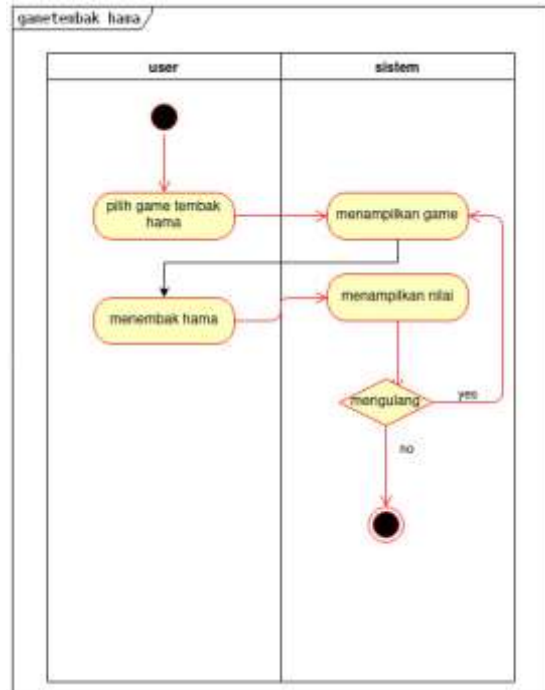 gametembak hama
user
sistem
pilih game tembak
hama
menampilkan game
menembak hama
menampilkan nilai
mengulang
yes
no